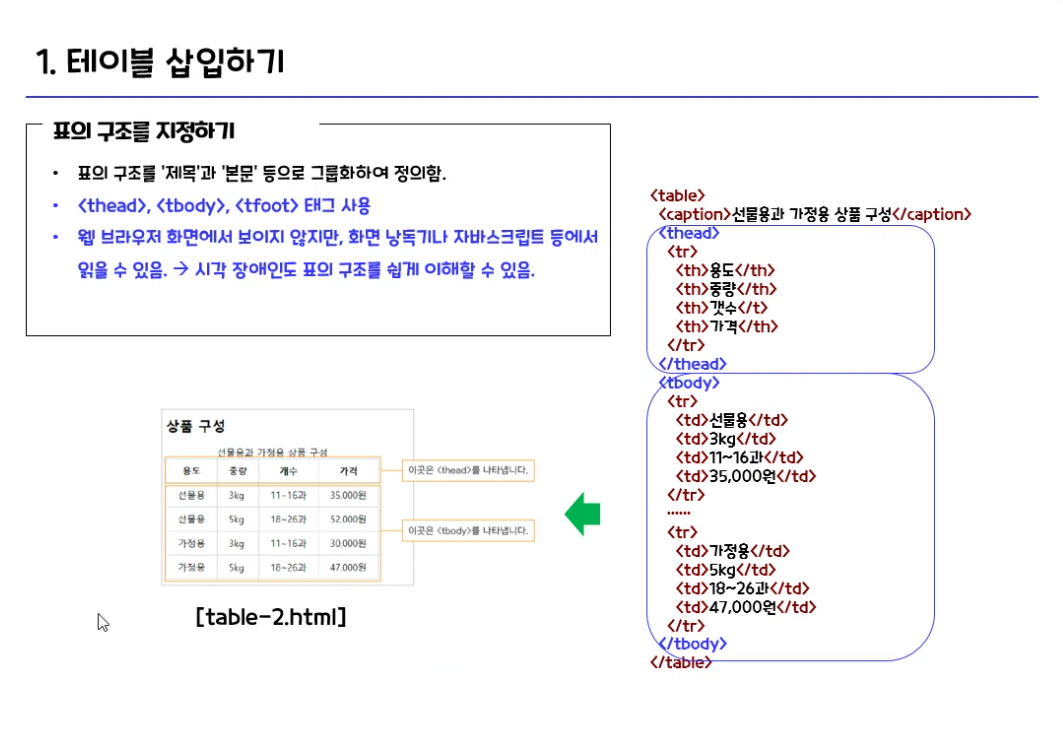 1. 테이블 삽입하기
표의 구조를 지정하기
• 표의 구조를 '제목'과 '본문' 등으로 그룹화하여 정의함.
• <thead>, <tbody>, <tfoot> 태그 사용
• 웹 브라우저 화면에서 보이지 않지만, 화면 낭독기나 자바스크립트 등에서
읽을 수 있음. → 시각 장애인도 표의 구조를 쉽게 이해할 수 있음.
상품 구성
선물용과 가정용 상품 구성
용도 중량 개수 가격
선물용 3kg 11~16과 35,000원
선물용 5kg 18~26과 52,000원
가정용 3kg 11~16과 30,000원
가정용 5kg 18~26과 47,000원
이곳은 <thead>를 나타냅니다.
이곳은 <tbody>를 나타냅니다.
[table-2.html]
<table>
<caption>선물용과 가정용 상품 구성</caption>
<thead>
<tr>
<th>용도</th>
<th>중량</th>
<th>갯수</t>
<th>가격</th>
</tr>
</thead>
<tbody>
<tr>
<td>선물용</td>
<td>3kg</td>
<td>11~16과</td>
<td>35,000원</td>
</tr>
······
<tr>
<td>가정용</td>
<td>5kg</td>
<td>18~26과</td>
<td>47,000원</td>
</tr>
</tbody>
</table>